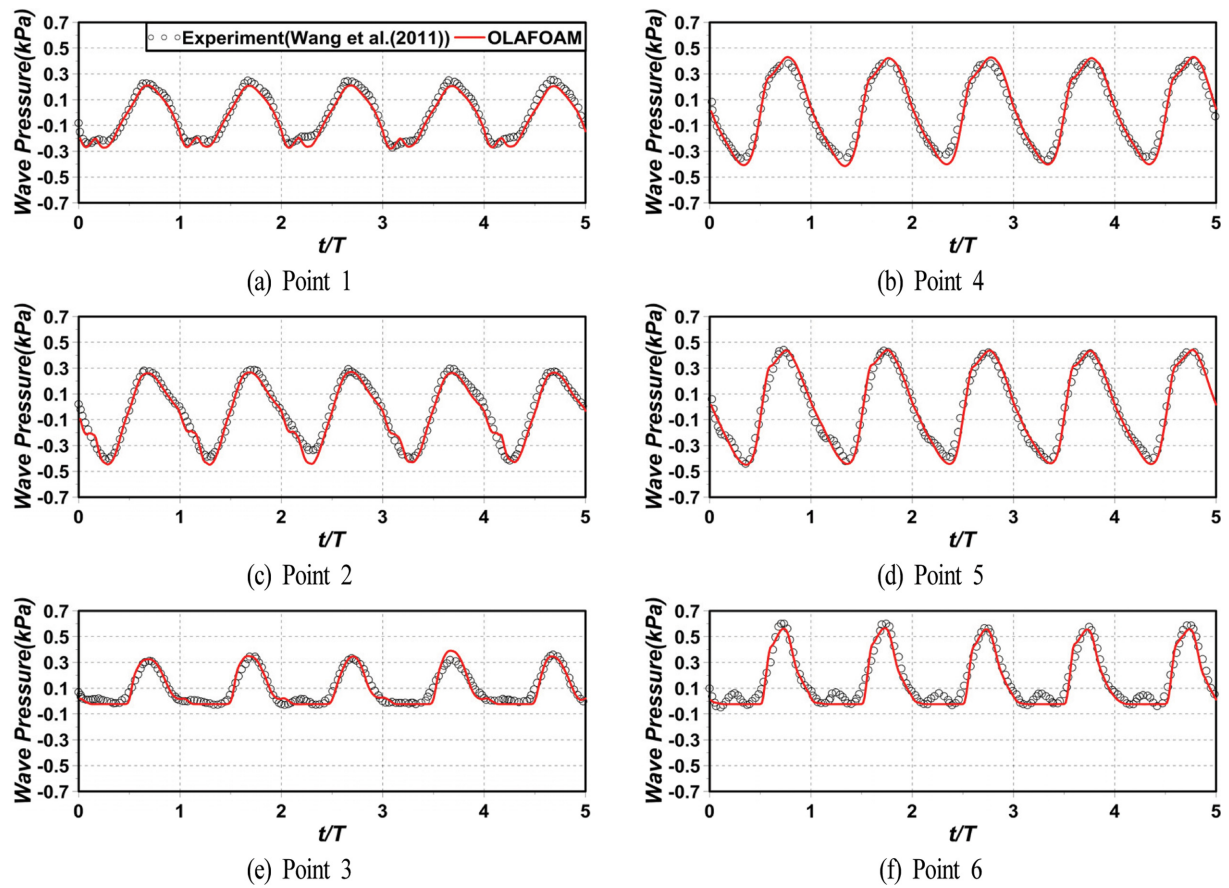 Wave Pressure(kPa)
0.7
0.5
0.3
0.1
-0.1
-0.3
-0.5
-0.7
Experiment(Wang et al.(2011)) OLAFOAM
0 1 2 3 4 5
t/T
(a) Point 1
Wave Pressure(kPa)
0.7
0.5
0.3
0.1
-0.1
-0.3
-0.5
-0.7
0 1 2 3 4 5
t/T
(b) Point 4
Wave Pressure(kPa)
0.7
0.5
0.3
0.1
-0.1
-0.3
-0.5
-0.7
0 1 2 3 4 5
t/T
(c) Point 2
Wave Pressure(kPa)
0.7
0.5
0.3
0.1
-0.1
-0.3
-0.5
-0.7
0 1 2 3 4 5
t/T
(d) Point 5
Wave Pressure(kPa)
0.7
0.5
0.3
0.1
-0.1
-0.3
-0.5
-0.7
0 1 2 3 4 5
t/T
(e) Point 3
Wave Pressure(kPa)
0.7
0.5
0.3
0.1
-0.1
-0.3
-0.5
-0.7
0 1 2 3 4 5
t/T
(f) Point 6